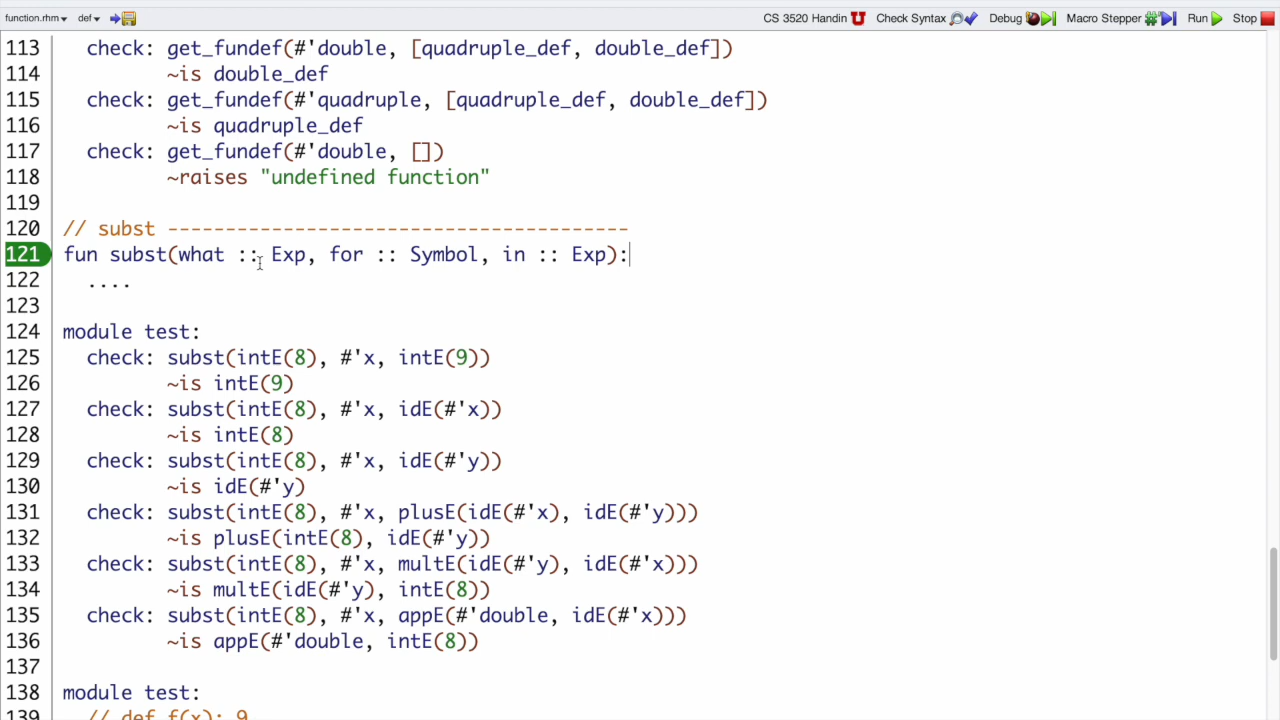 function.rhm▾ def▾ CS 3520 Handin Check Syntax Debug Macro Stepper Run Stop
113 check: get_fundef(#'double, [quadruple_def, double_def])
114 ~is double_def
115 check: get_fundef(#'quadruple, [quadruple_def, double_def])
116 ~is quadruple_def
117 check: get_fundef(#'double, [])
118 ~raises "undefined function"
119
120 // subst ----------------------------------------
121 fun subst(what :: Exp, for :: Symbol, in :: Exp):
122 ....
123
124 module test:
125 check: subst(intE(8), #'x, intE(9))
126 ~is intE(9)
127 check: subst(intE(8), #'x, idE(#'x))
128 ~is intE(8)
129 check: subst(intE(8), #'x, idE(#'y))
130 ~is idE(#'y)
131 check: subst(intE(8), #'x, plusE(idE(#'x), idE(#'y)))
132 ~is plusE(intE(8), idE(#'y))
133 check: subst(intE(8), #'x, multE(idE(#'y), idE(#'x)))
134 ~is multE(idE(#'y), intE(8))
135 check: subst(intE(8), #'x, appE(#'double, idE(#'x)))
136 ~is appE(#'double, intE(8))
137
138 module test:
139 // def f(x): 9